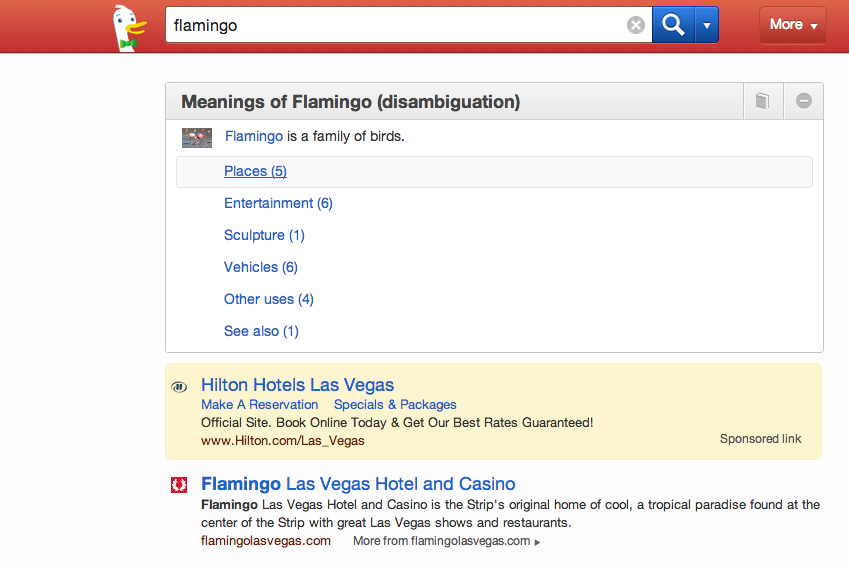 flamingo
More
Meanings of Flamingo (disambiguation)
Flamingo is a family of birds.
Places (5)
Entertainment (6)
Sculpture (1)
Vehicles (6)
Other uses (4)
See also (1)
Hilton Hotels Las Vegas
Make A Reservation Specials & Packages
Official Site. Book Online Today & Get Our Best Rates Guaranteed!
www.Hilton.com/Las_Vegas Sponsored link
Flamingo Las Vegas Hotel and Casino
Flamingo Las Vegas Hotel and Casino is the Strip's original home of cool, a tropical paradise found at the
center of the Strip with great Las Vegas shows and restaurants.
flamingolasvegas.com More from flamingolasvegas.com